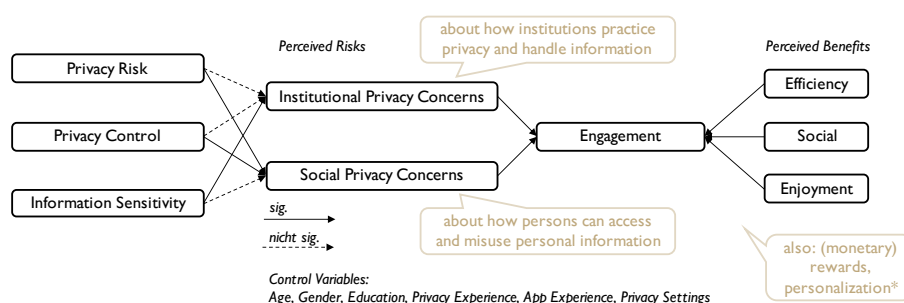 about how institutions practice
privacy and handle information
Perceived Risks
Perceived Benefits
Privacy Risk
Institutional Privacy Concerns
Efficiency
Privacy Control
Engagement
Social
Information Sensitivity
Social Privacy Concerns
Enjoyment
sig.
nicht sig.
about how persons can access
and misuse personal information
also: (monetary)
rewards,
personalization*
Control Variables:
Age, Gender, Education, Privacy Experience, App Experience, Privacy Settings